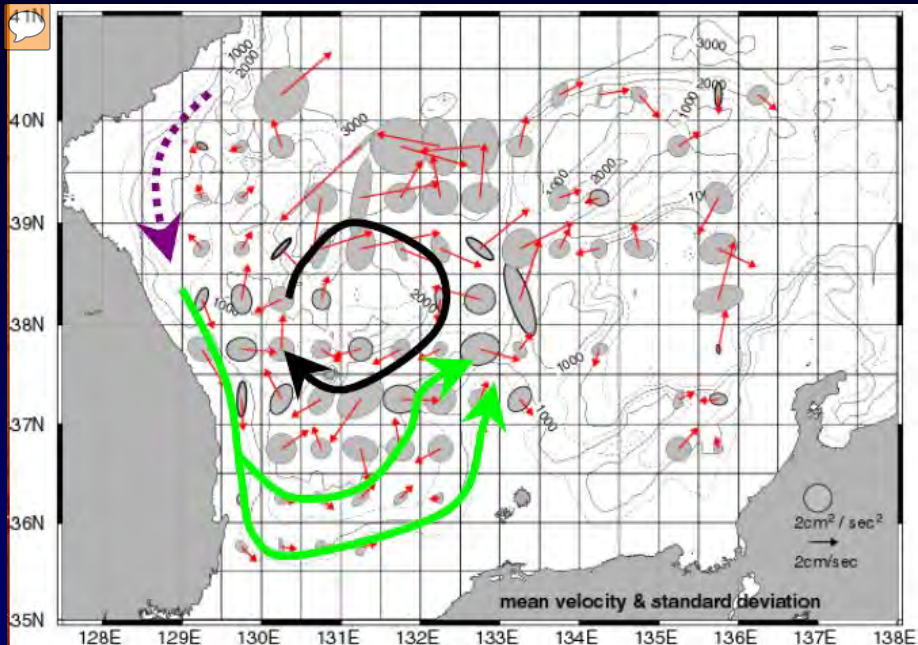 41N
40N
39N
38N
37N
36N
35N
1000
2000
3000
3000
2000
1000
1000
2000
1000
2000
1000
1000
2cm²/sec²
2cm/sec
mean velocity & standard deviation
128E 129E 130E 131E 132E 133E 134E 135E 136E 137E 138E